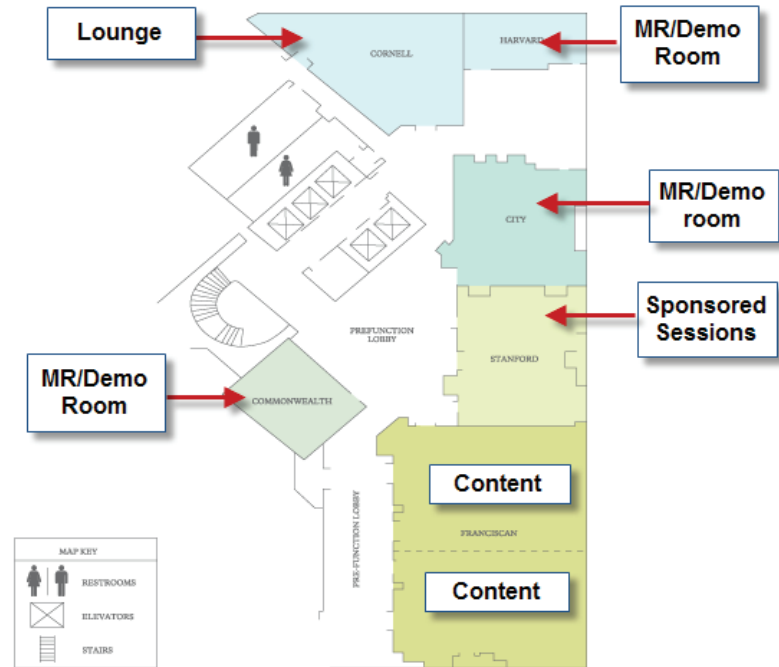 Lounge
CORNELL
HARVARD
MR/Demo
Room
CITY
MR/Demo
room
PREFUNCTION
LOBBY
STANFORD
Sponsored
Sessions
MR/Demo
Room
COMMONWEALTH
Content
PRE-FUNCTION LOBBY
FRANCISCAN
Content
MAP KEY
RESTROOMS
ELEVATORS
STAIRS